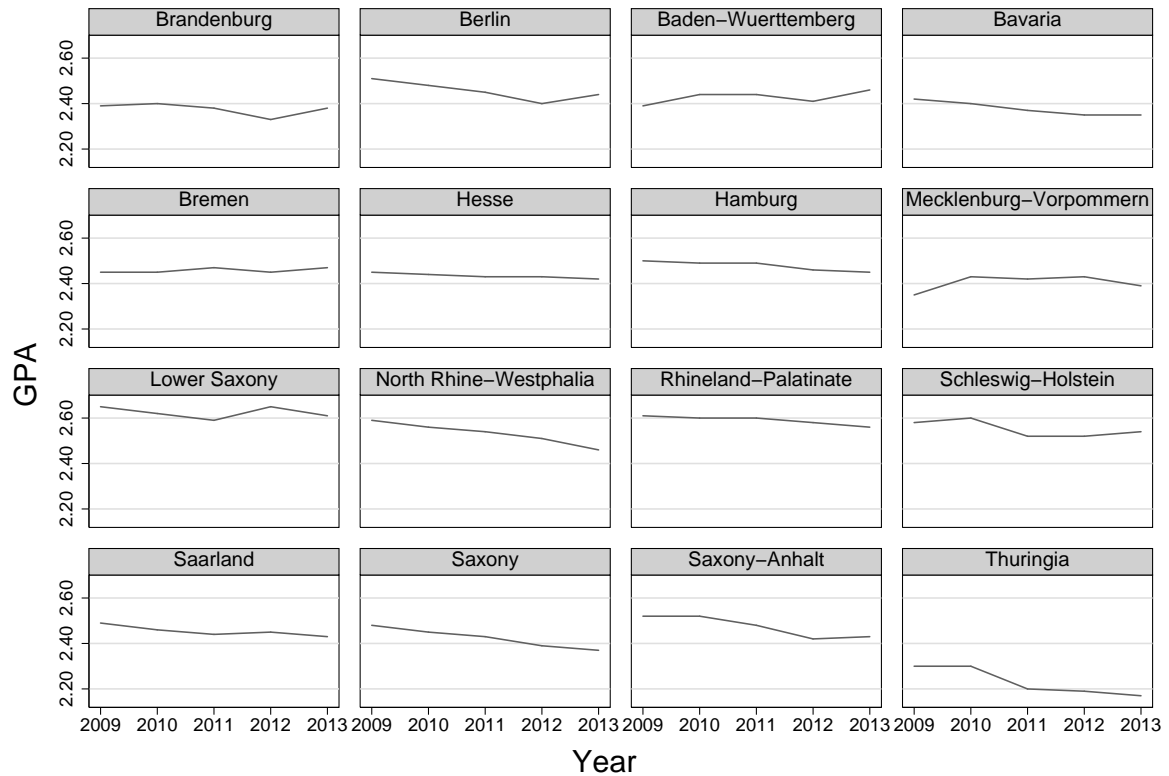 Brandenburg Berlin Baden−Wuerttemberg Bavaria
2.60
2.40
2.20
Bremen Hesse Hamburg Mecklenburg−Vorpommern
2.60
2.40
2.20
Lower Saxony North Rhine−Westphalia Rhineland−Palatinate Schleswig−Holstein
2.60
2.40
2.20
Saarland Saxony Saxony−Anhalt Thuringia
2.60
2.40
2.20
2009 2010 2011 2012 2013 2009 2010 2011 2012 2013 2009 2010 2011 2012 2013 2009 2010 2011 2012 2013
GPA
Year